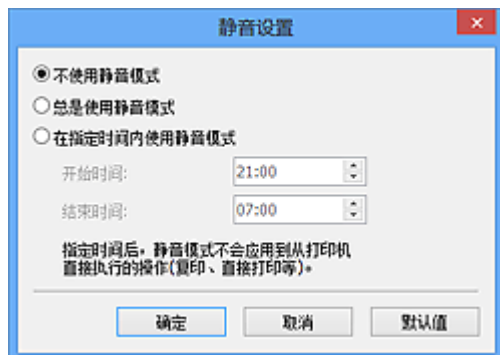 静音设置
不使用静音模式
总是使用静音模式
在指定时间内使用静音模式
开始时间: 21:00
结束时间: 07:00
指定时间后，静音模式不会应用到从打印机
直接执行的操作(复印、直接打印等)。
确定 取消 默认值